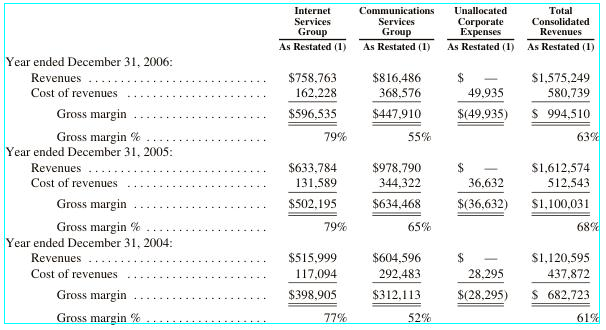 Internet Services Group Communications Services Group Unallocated Corporate Expenses Total Consolidated Revenues
As Restated (1) As Restated (1) As Restated (1) As Restated (1)
Year ended December 31, 2006:
Revenues $758,763 $816,486 $ — $1,575,249
Cost of revenues 162,228 368,576 49,935 580,739
Gross margin $596,535 $447,910 $(49,935) $ 994,510
Gross margin % 79% 55% 63%
Year ended December 31, 2005:
Revenues $633,784 $978,790 $ — $1,612,574
Cost of revenues 131,589 344,322 36,632 512,543
Gross margin $502,195 $634,468 $(36,632) $1,100,031
Gross margin % 79% 65% 68%
Year ended December 31, 2004:
Revenues $515,999 $604,596 $ — $1,120,595
Cost of revenues 117,094 292,483 28,295 437,872
Gross margin $398,905 $312,113 $(28,295) $ 682,723
Gross margin % 77% 52% 61%